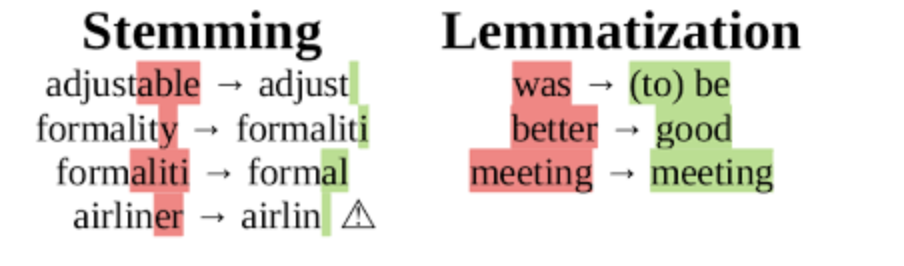 Stemming
adjustable → adjust
formality → formaliti
formaliti → formal
airliner → airlin ⚠
Lemmatization
was → (to) be
better → good
meeting → meeting